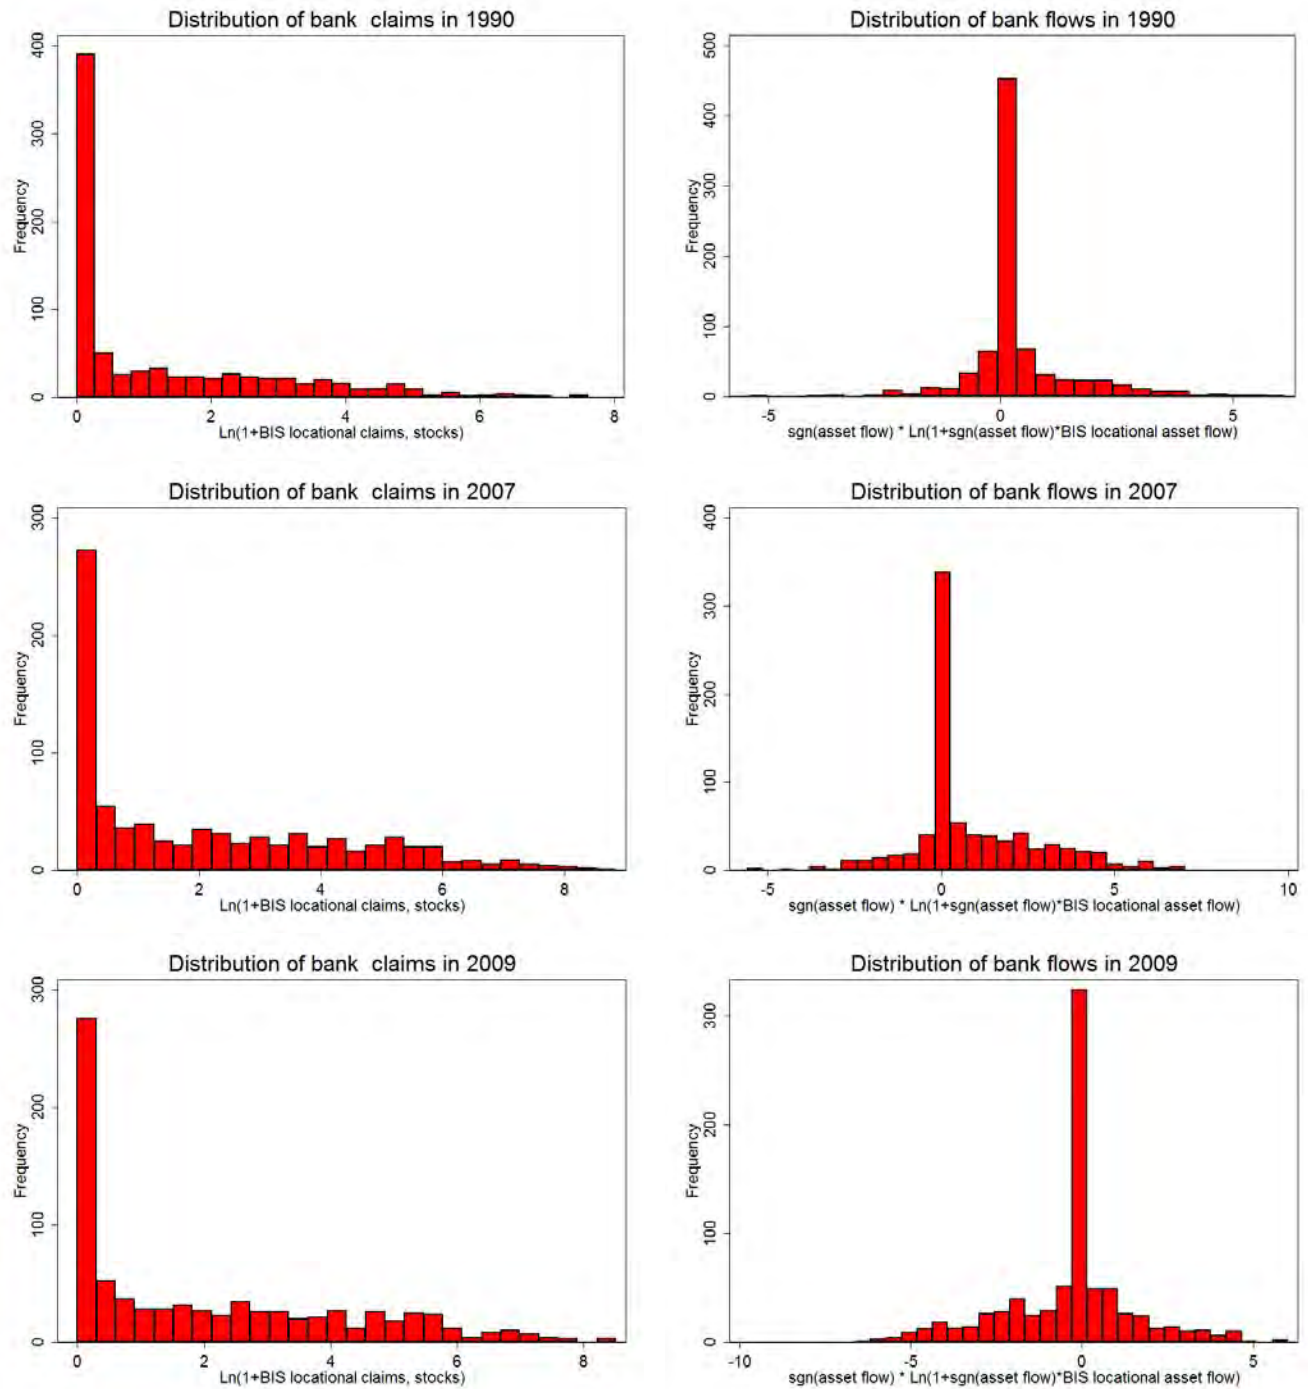 Distribution of bank claims in 1990
Frequency
400
300
200
100
0
0 2 4 6 8
Ln(1+BIS locational claims, stocks)
Distribution of bank flows in 1990
Frequency
500
400
300
200
100
0
-5 0 5
sgn(asset flow) * Ln(1+sgn(asset flow)*BIS locational asset flow)
Distribution of bank claims in 2007
Frequency
300
200
100
0
0 2 4 6 8
Ln(1+BIS locational claims, stocks)
Distribution of bank flows in 2007
Frequency
400
300
200
100
0
-5 0 5 10
sgn(asset flow) * Ln(1+sgn(asset flow)*BIS locational asset flow)
Distribution of bank claims in 2009
Frequency
300
200
100
0
0 2 4 6 8
Ln(1+BIS locational claims, stocks)
Distribution of bank flows in 2009
Frequency
300
200
100
0
-10 -5 0 5
sgn(asset flow) * Ln(1+sgn(asset flow)*BIS locational asset flow)